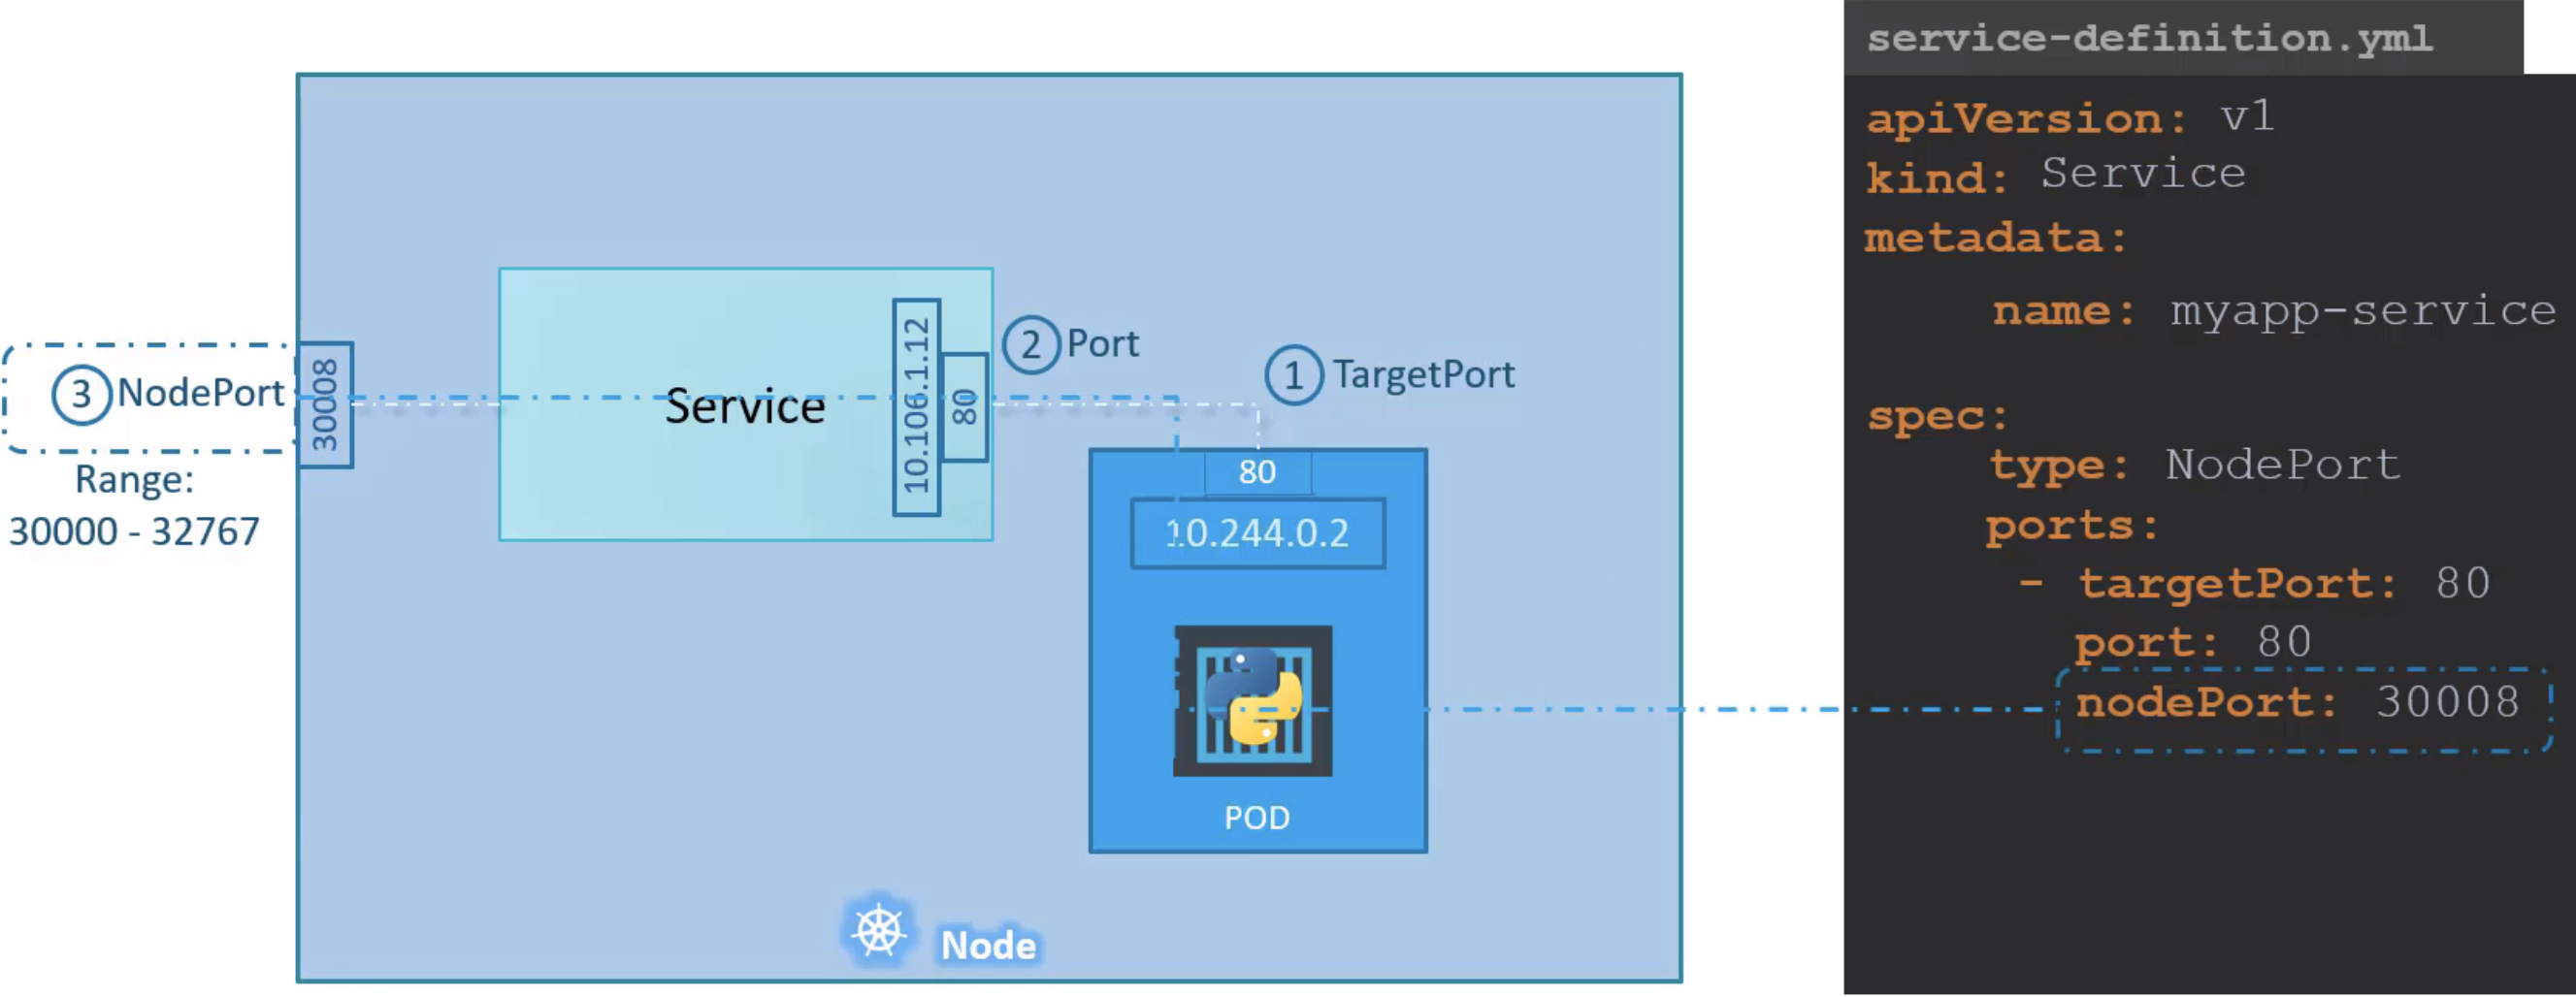 service-definition.yml
apiVersion: v1
kind: Service
metadata:
name: myapp-service
spec:
type: NodePort
ports:
- targetPort: 80
port: 80
nodePort: 30008
3 NodePort
Range:
30000 - 32767
30008
Service
10.106.1.12
80
2 Port
1 TargetPort
80
10.244.0.2
POD
Node